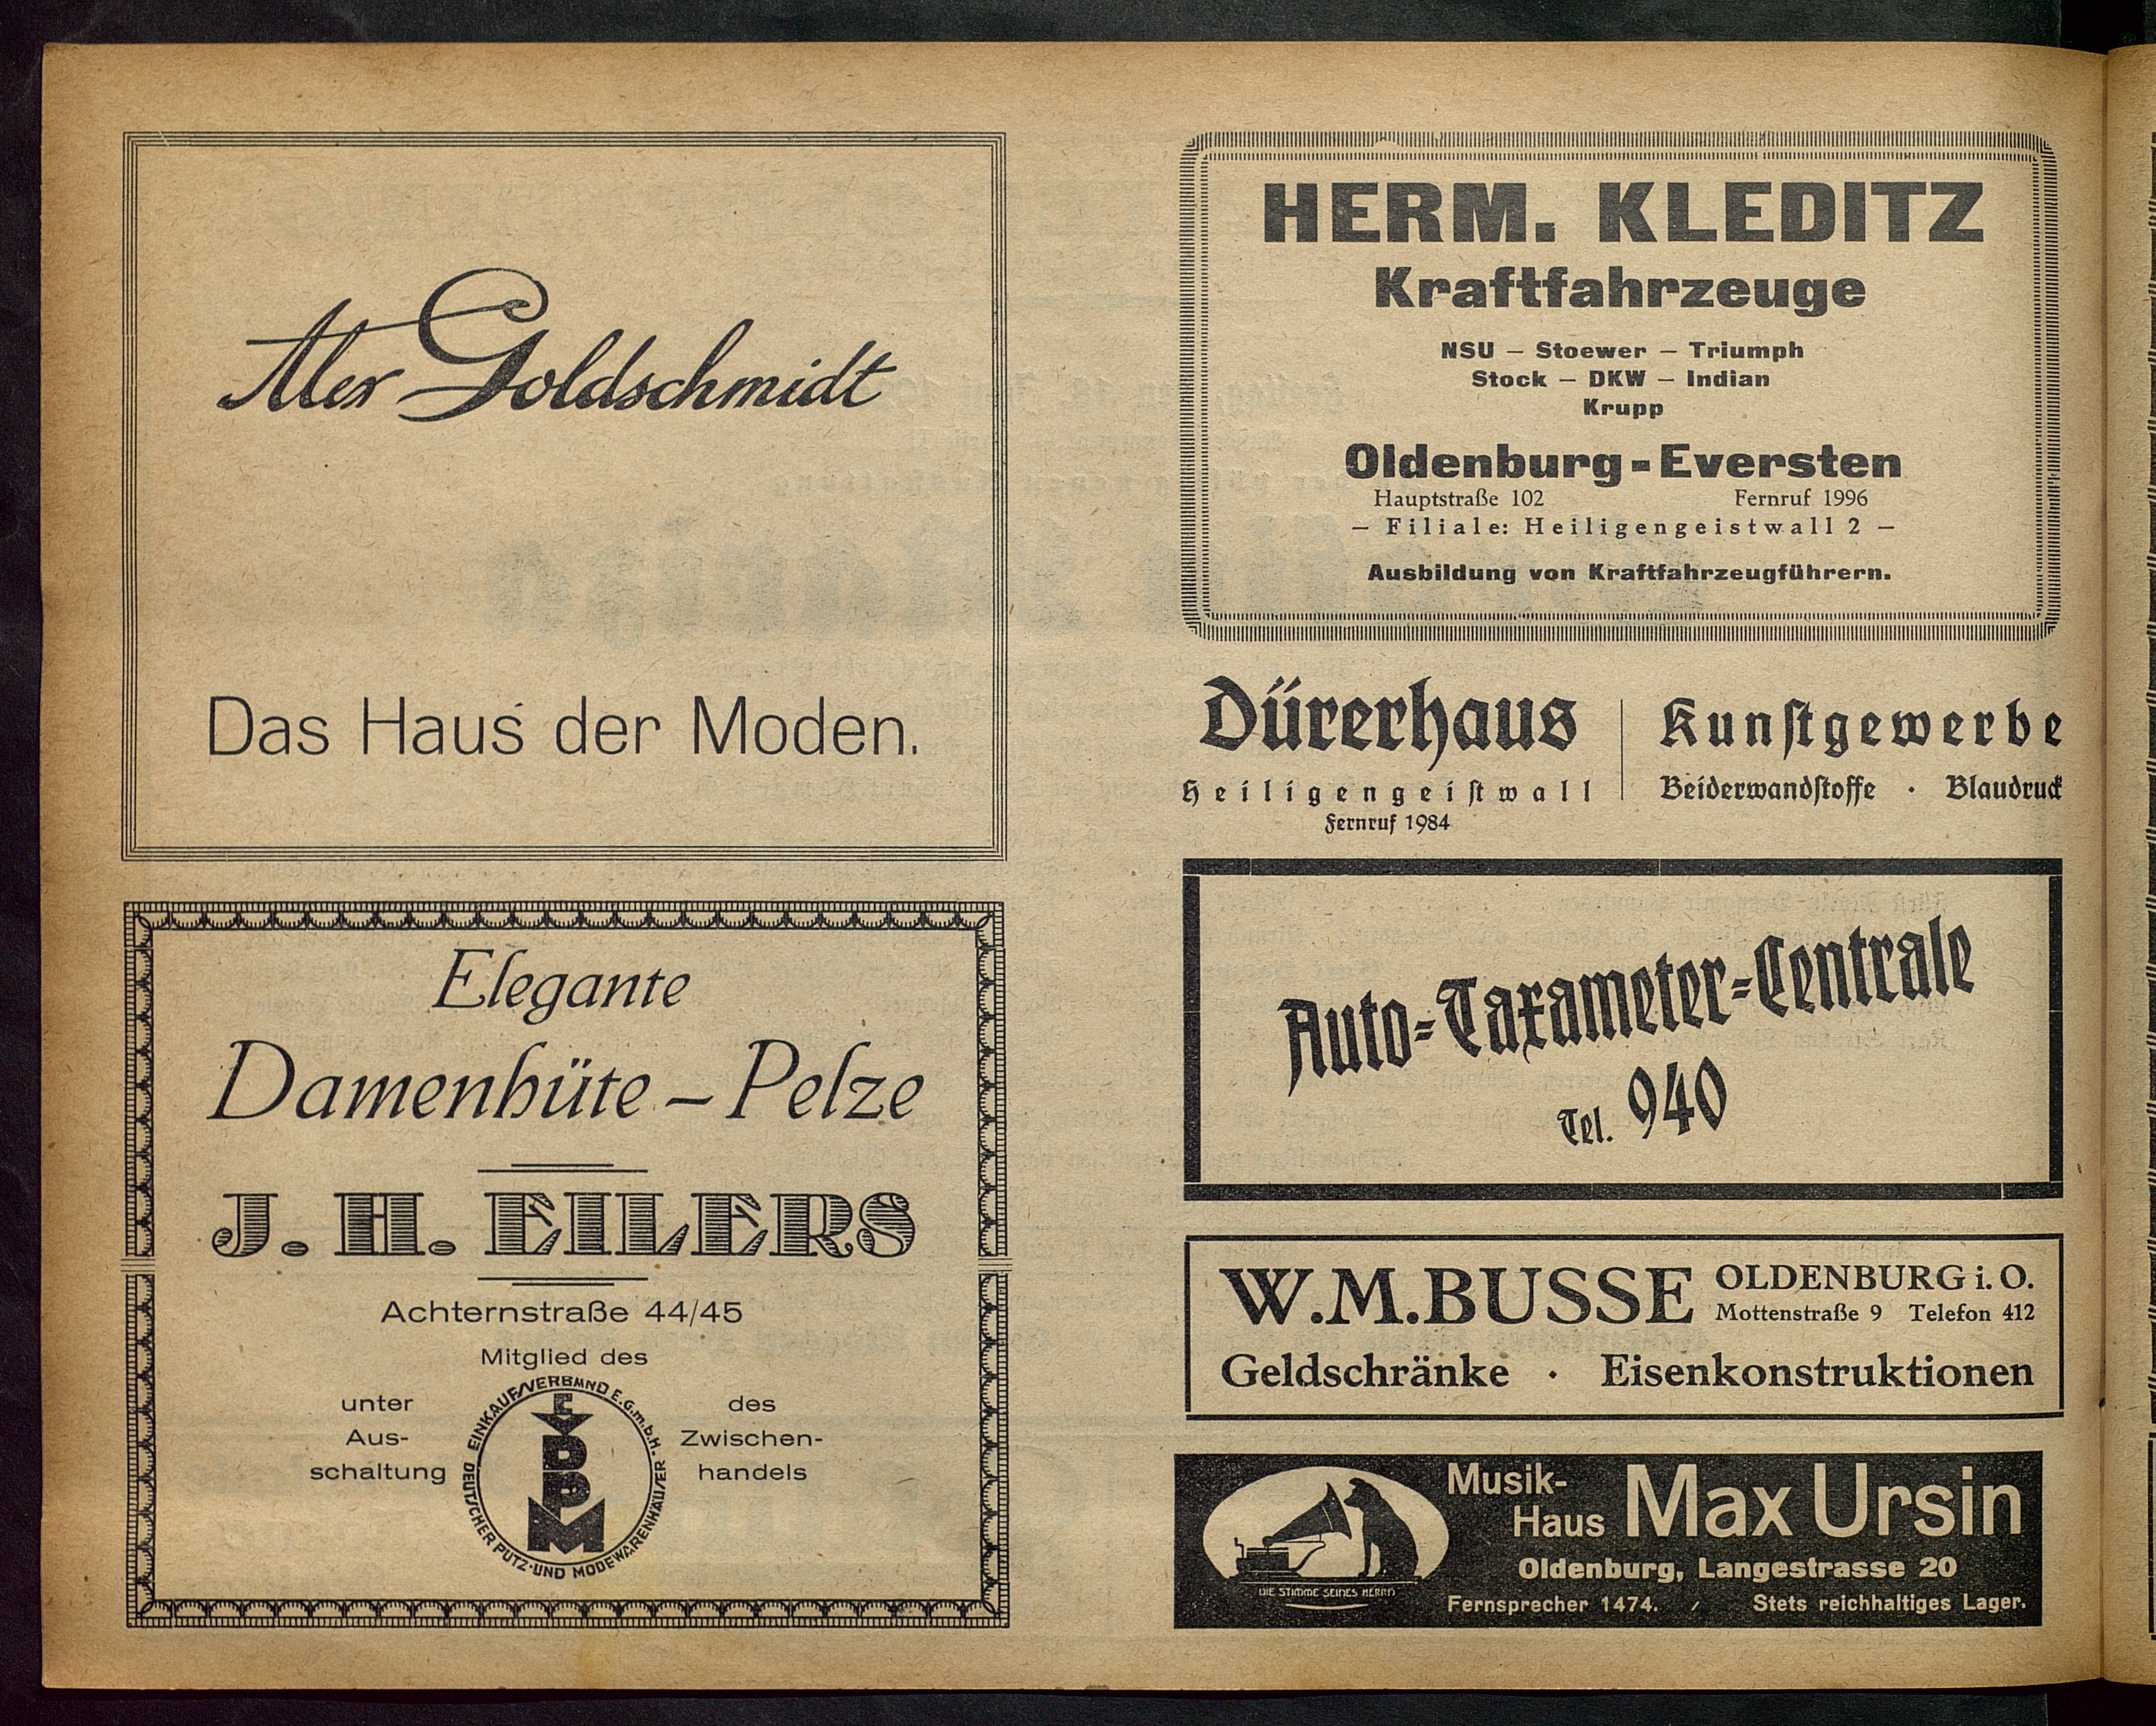 Alex Goldschmidt
Das Haus der Moden.
Elegante
Damenhüte – Pelze
J. H. EILERS
Achternstraße 44/45
Mitglied des
unter
Aus-
schaltung
EINKAUFSVERBAND E.G.m.b.H.
DEUTSCHER PUTZ-UND MODEWARENHÄUSER
E
V
D
P
M
des
Zwischen-
handels
HERM. KLEDITZ
Kraftfahrzeuge
NSU — Stoewer — Triumph
Stock — DKW — Indian
Krupp
Oldenburg-Eversten
Hauptstraße 102 Fernruf 1996
— Filiale: Heiligengeistwall 2 —
Ausbildung von Kraftfahrzeugführern.
Dürerhaus
Heiligengeistwall
Fernruf 1984
Kunstgewerbe
Beiderwandstoffe · Blaudruck
Auto-Taxameter-Centrale
Tel. 940
W.M.BUSSE OLDENBURG i. O.
Mottenstraße 9 Telefon 412
Geldschränke · Eisenkonstruktionen
DIE STIMME SEINES HERRN
Musik-
Haus Max Ursin
Oldenburg, Langestrasse 20
Fernsprecher 1474. Stets reichhaltiges Lager.